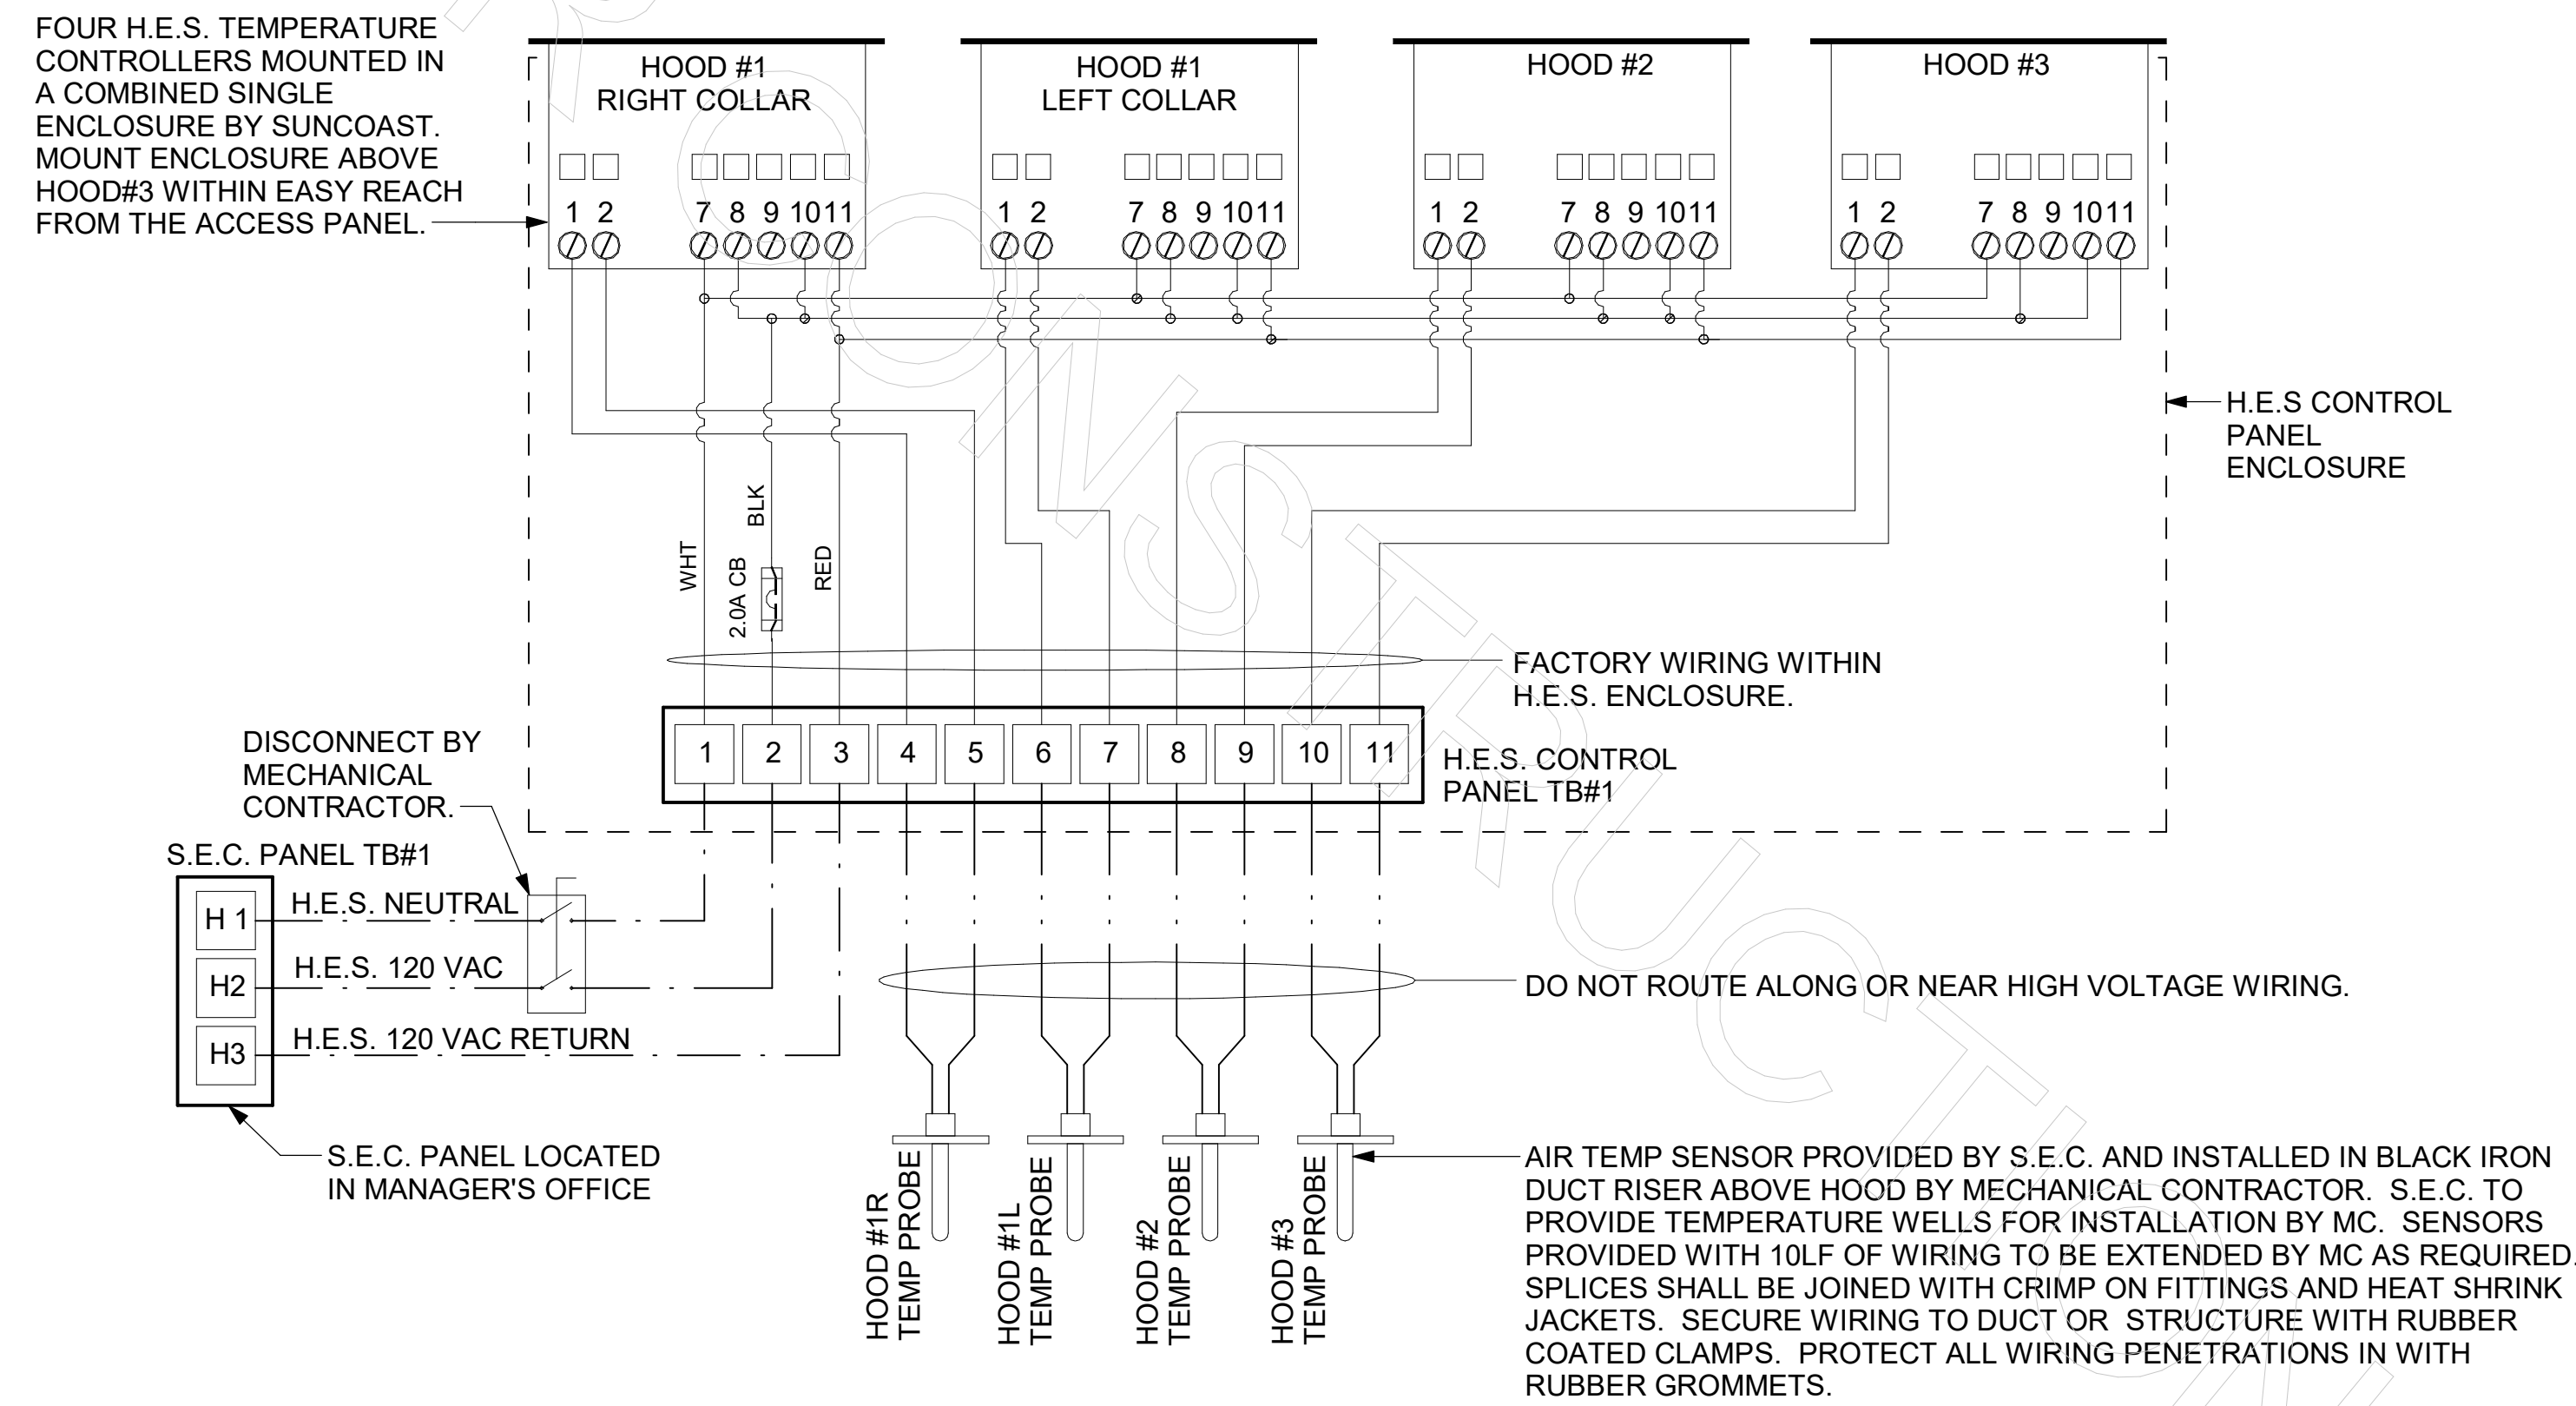 FOUR H.E.S. TEMPERATURE
CONTROLLERS MOUNTED IN
A COMBINED SINGLE
ENCLOSURE BY SUNCOAST.
MOUNT ENCLOSURE ABOVE
HOOD#3 WITHIN EASY REACH
FROM THE ACCESS PANEL.
HOOD #1
RIGHT COLLAR
1 2 7 8 9 10 11
HOOD #1
LEFT COLLAR
1 2 7 8 9 10 11
HOOD #2
1 2 7 8 9 10 11
HOOD #3
1 2 7 8 9 10 11
H.E.S CONTROL
PANEL
ENCLOSURE
WHT
2.0A CB
BLK
RED
FACTORY WIRING WITHIN
H.E.S. ENCLOSURE.
1 2 3 4 5 6 7 8 9 10 11
H.E.S. CONTROL
PANEL TB#1
DISCONNECT BY
MECHANICAL
CONTRACTOR.
S.E.C. PANEL TB#1
H 1
H.E.S. NEUTRAL
H2
H.E.S. 120 VAC
H3
H.E.S. 120 VAC RETURN
S.E.C. PANEL LOCATED
IN MANAGER'S OFFICE
DO NOT ROUTE ALONG OR NEAR HIGH VOLTAGE WIRING.
HOOD #1R
TEMP PROBE
HOOD #1L
TEMP PROBE
HOOD #2
TEMP PROBE
HOOD #3
TEMP PROBE
AIR TEMP SENSOR PROVIDED BY S.E.C. AND INSTALLED IN BLACK IRON
DUCT RISER ABOVE HOOD BY MECHANICAL CONTRACTOR. S.E.C. TO
PROVIDE TEMPERATURE WELLS FOR INSTALLATION BY MC. SENSORS
PROVIDED WITH 10LF OF WIRING TO BE EXTENDED BY MC AS REQUIRED.
SPLICES SHALL BE JOINED WITH CRIMP ON FITTINGS AND HEAT SHRINK
JACKETS. SECURE WIRING TO DUCT OR STRUCTURE WITH RUBBER
COATED CLAMPS. PROTECT ALL WIRING PENETRATIONS IN WITH
RUBBER GROMMETS.
CONSTRUCTION